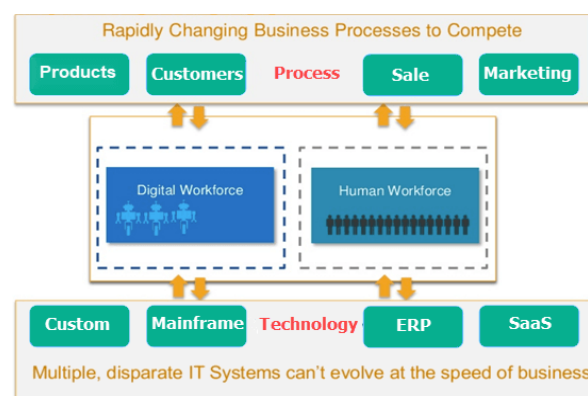 Rapidly Changing Business Processes to Compete
Products Customers Process Sale Marketing
Digital Workforce Human Workforce
Custom Mainframe Technology ERP SaaS
Multiple, disparate IT Systems can't evolve at the speed of business